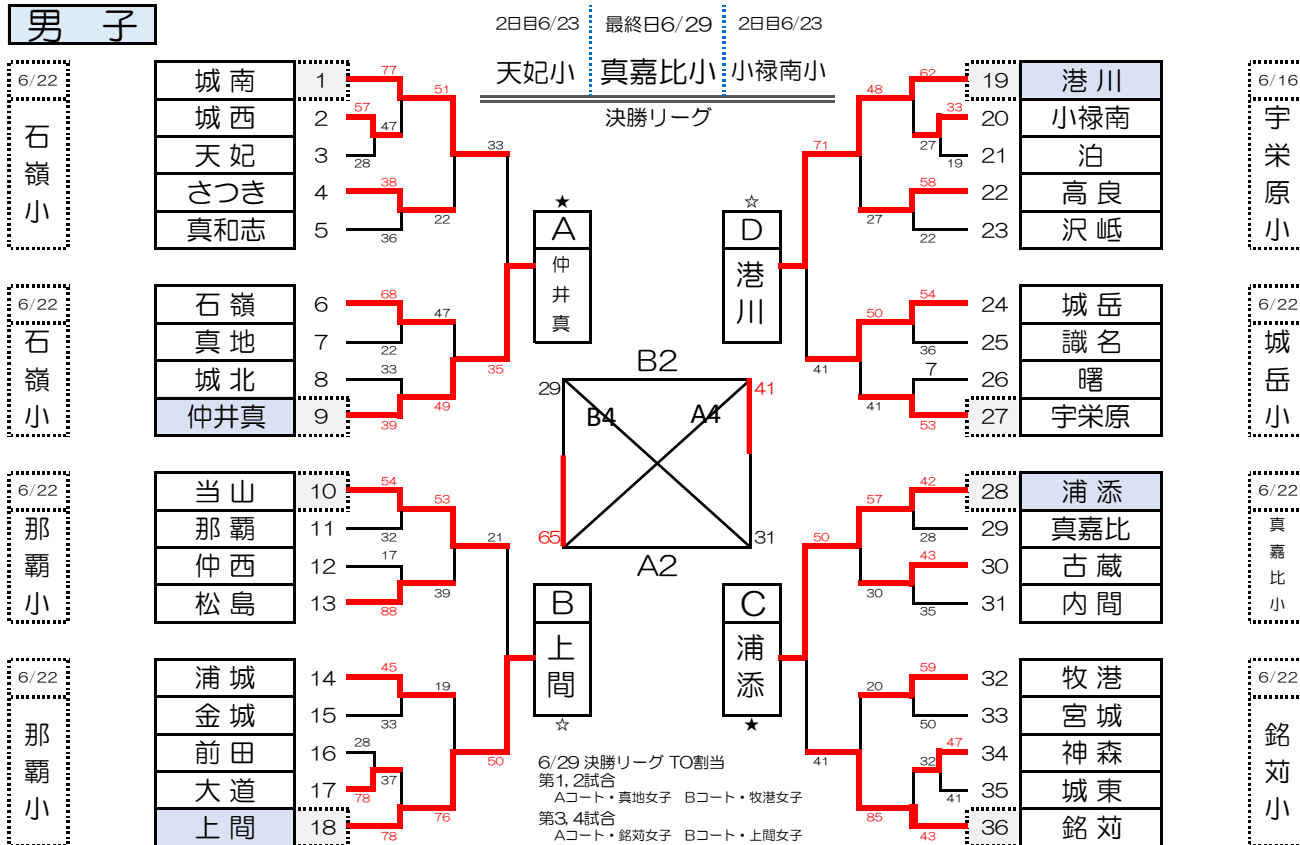 男 子
2日目6/23 最終日6/29 2日目6/23
天妃小 真嘉比小 小禄南小
決勝リーグ
6/22
石嶺小
城南 1
城西 2
天妃 3
さつき 4
真和志 5
77
57
47
28
38
36
51
22
33
6/22
石嶺小
石嶺 6
真地 7
城北 8
仲井真 9
68
22
33
39
47
49
35
6/22
那覇小
当山 10
那覇 11
仲西 12
松島 13
54
32
17
88
53
39
21
6/22
那覇小
浦城 14
金城 15
前田 16
大道 17
上間 18
45
33
28
78
37
78
19
76
50
★
A
仲井真
☆
D
港川
B2
29
41
B4
A4
65
31
A2
B
上間
☆
C
浦添
★
6/29 決勝リーグ TO割当
第1,2試合
Aコート・真地女子 Bコート・牧港女子
第3,4試合
Aコート・銘苅女子 Bコート・上間女子
19 港川
20 小禄南
21 泊
22 高良
23 沢岻
62
33
27
19
58
22
48
27
71
6/16
宇栄原小
24 城岳
25 識名
26 曙
27 宇栄原
54
36
7
53
50
41
41
6/22
城岳小
28 浦添
29 真嘉比
30 古蔵
31 内間
42
28
43
35
57
30
50
6/22
真嘉比小
32 牧港
33 宮城
34 神森
35 城東
36 銘苅
59
50
47
32
41
43
20
85
41
6/22
銘苅小